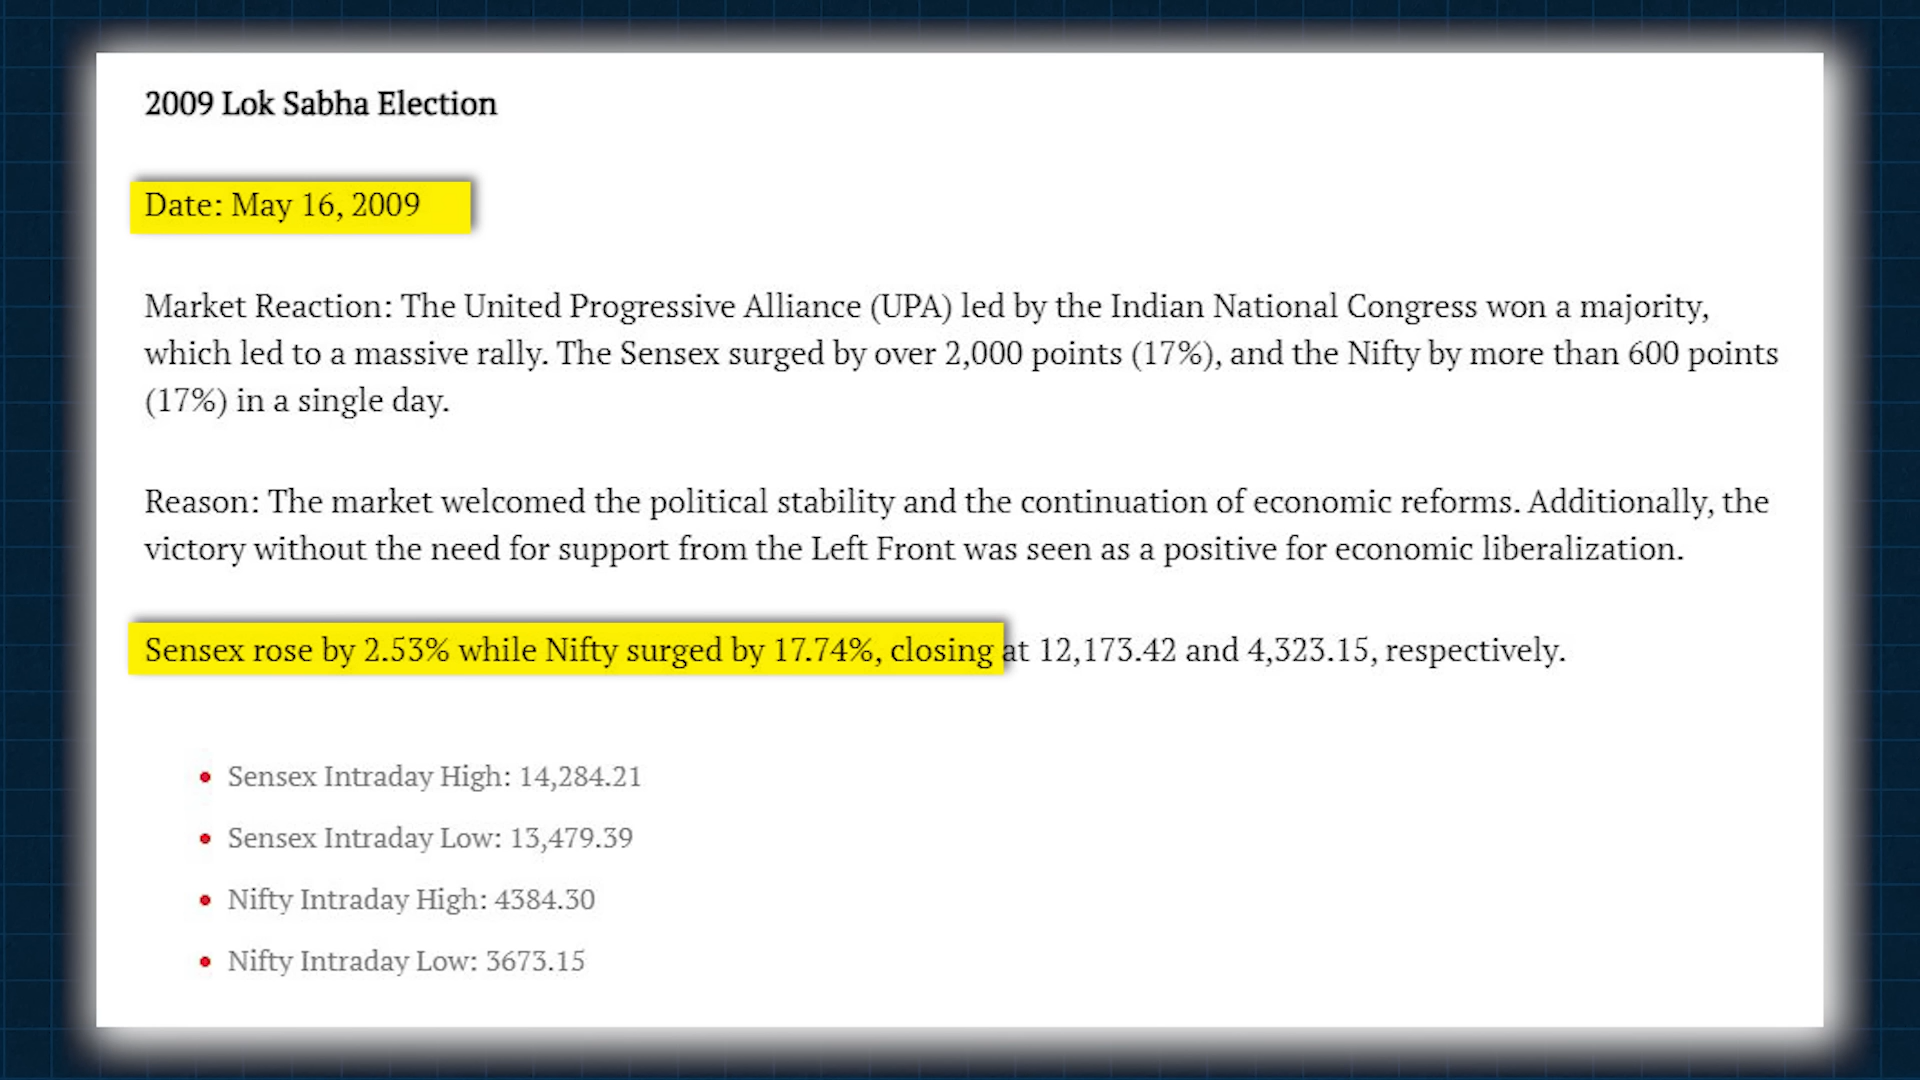 2009 Lok Sabha Election
Date: May 16, 2009
Market Reaction: The United Progressive Alliance (UPA) led by the Indian National Congress won a majority,
which led to a massive rally. The Sensex surged by over 2,000 points (17%), and the Nifty by more than 600 points
(17%) in a single day.
Reason: The market welcomed the political stability and the continuation of economic reforms. Additionally, the
victory without the need for support from the Left Front was seen as a positive for economic liberalization.
Sensex rose by 2.53% while Nifty surged by 17.74%, closing at 12,173.42 and 4,323.15, respectively.
• Sensex Intraday High: 14,284.21
• Sensex Intraday Low: 13,479.39
• Nifty Intraday High: 4384.30
• Nifty Intraday Low: 3673.15